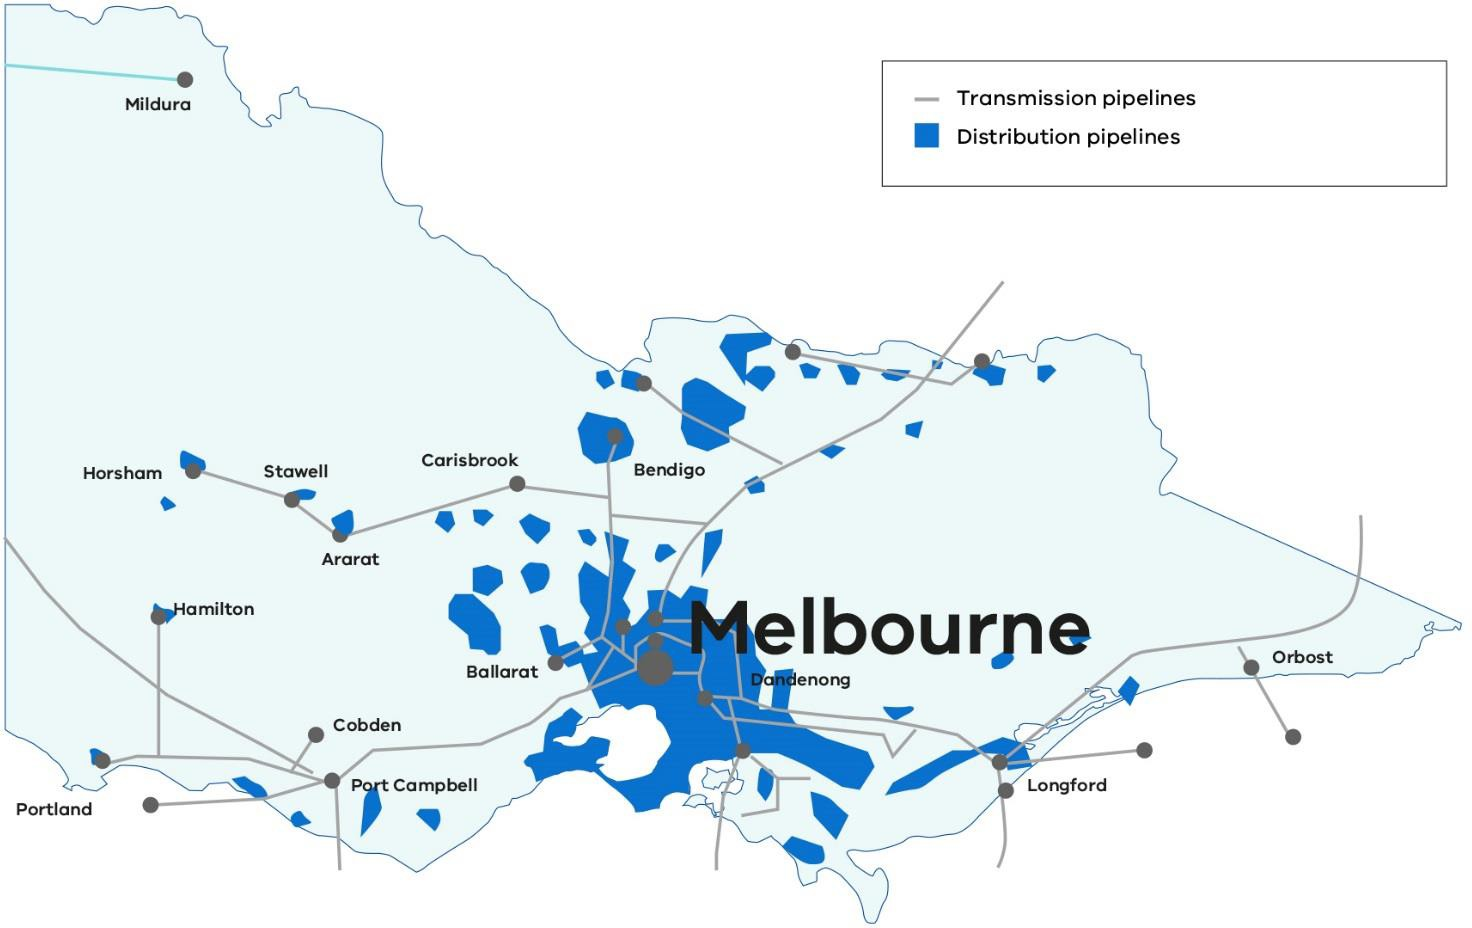 Mildura
Transmission pipelines
Distribution pipelines
Horsham
Stawell
Carisbrook
Bendigo
Ararat
Hamilton
Melbourne
Ballarat
Dandenong
Orbost
Cobden
Port Campbell
Longford
Portland